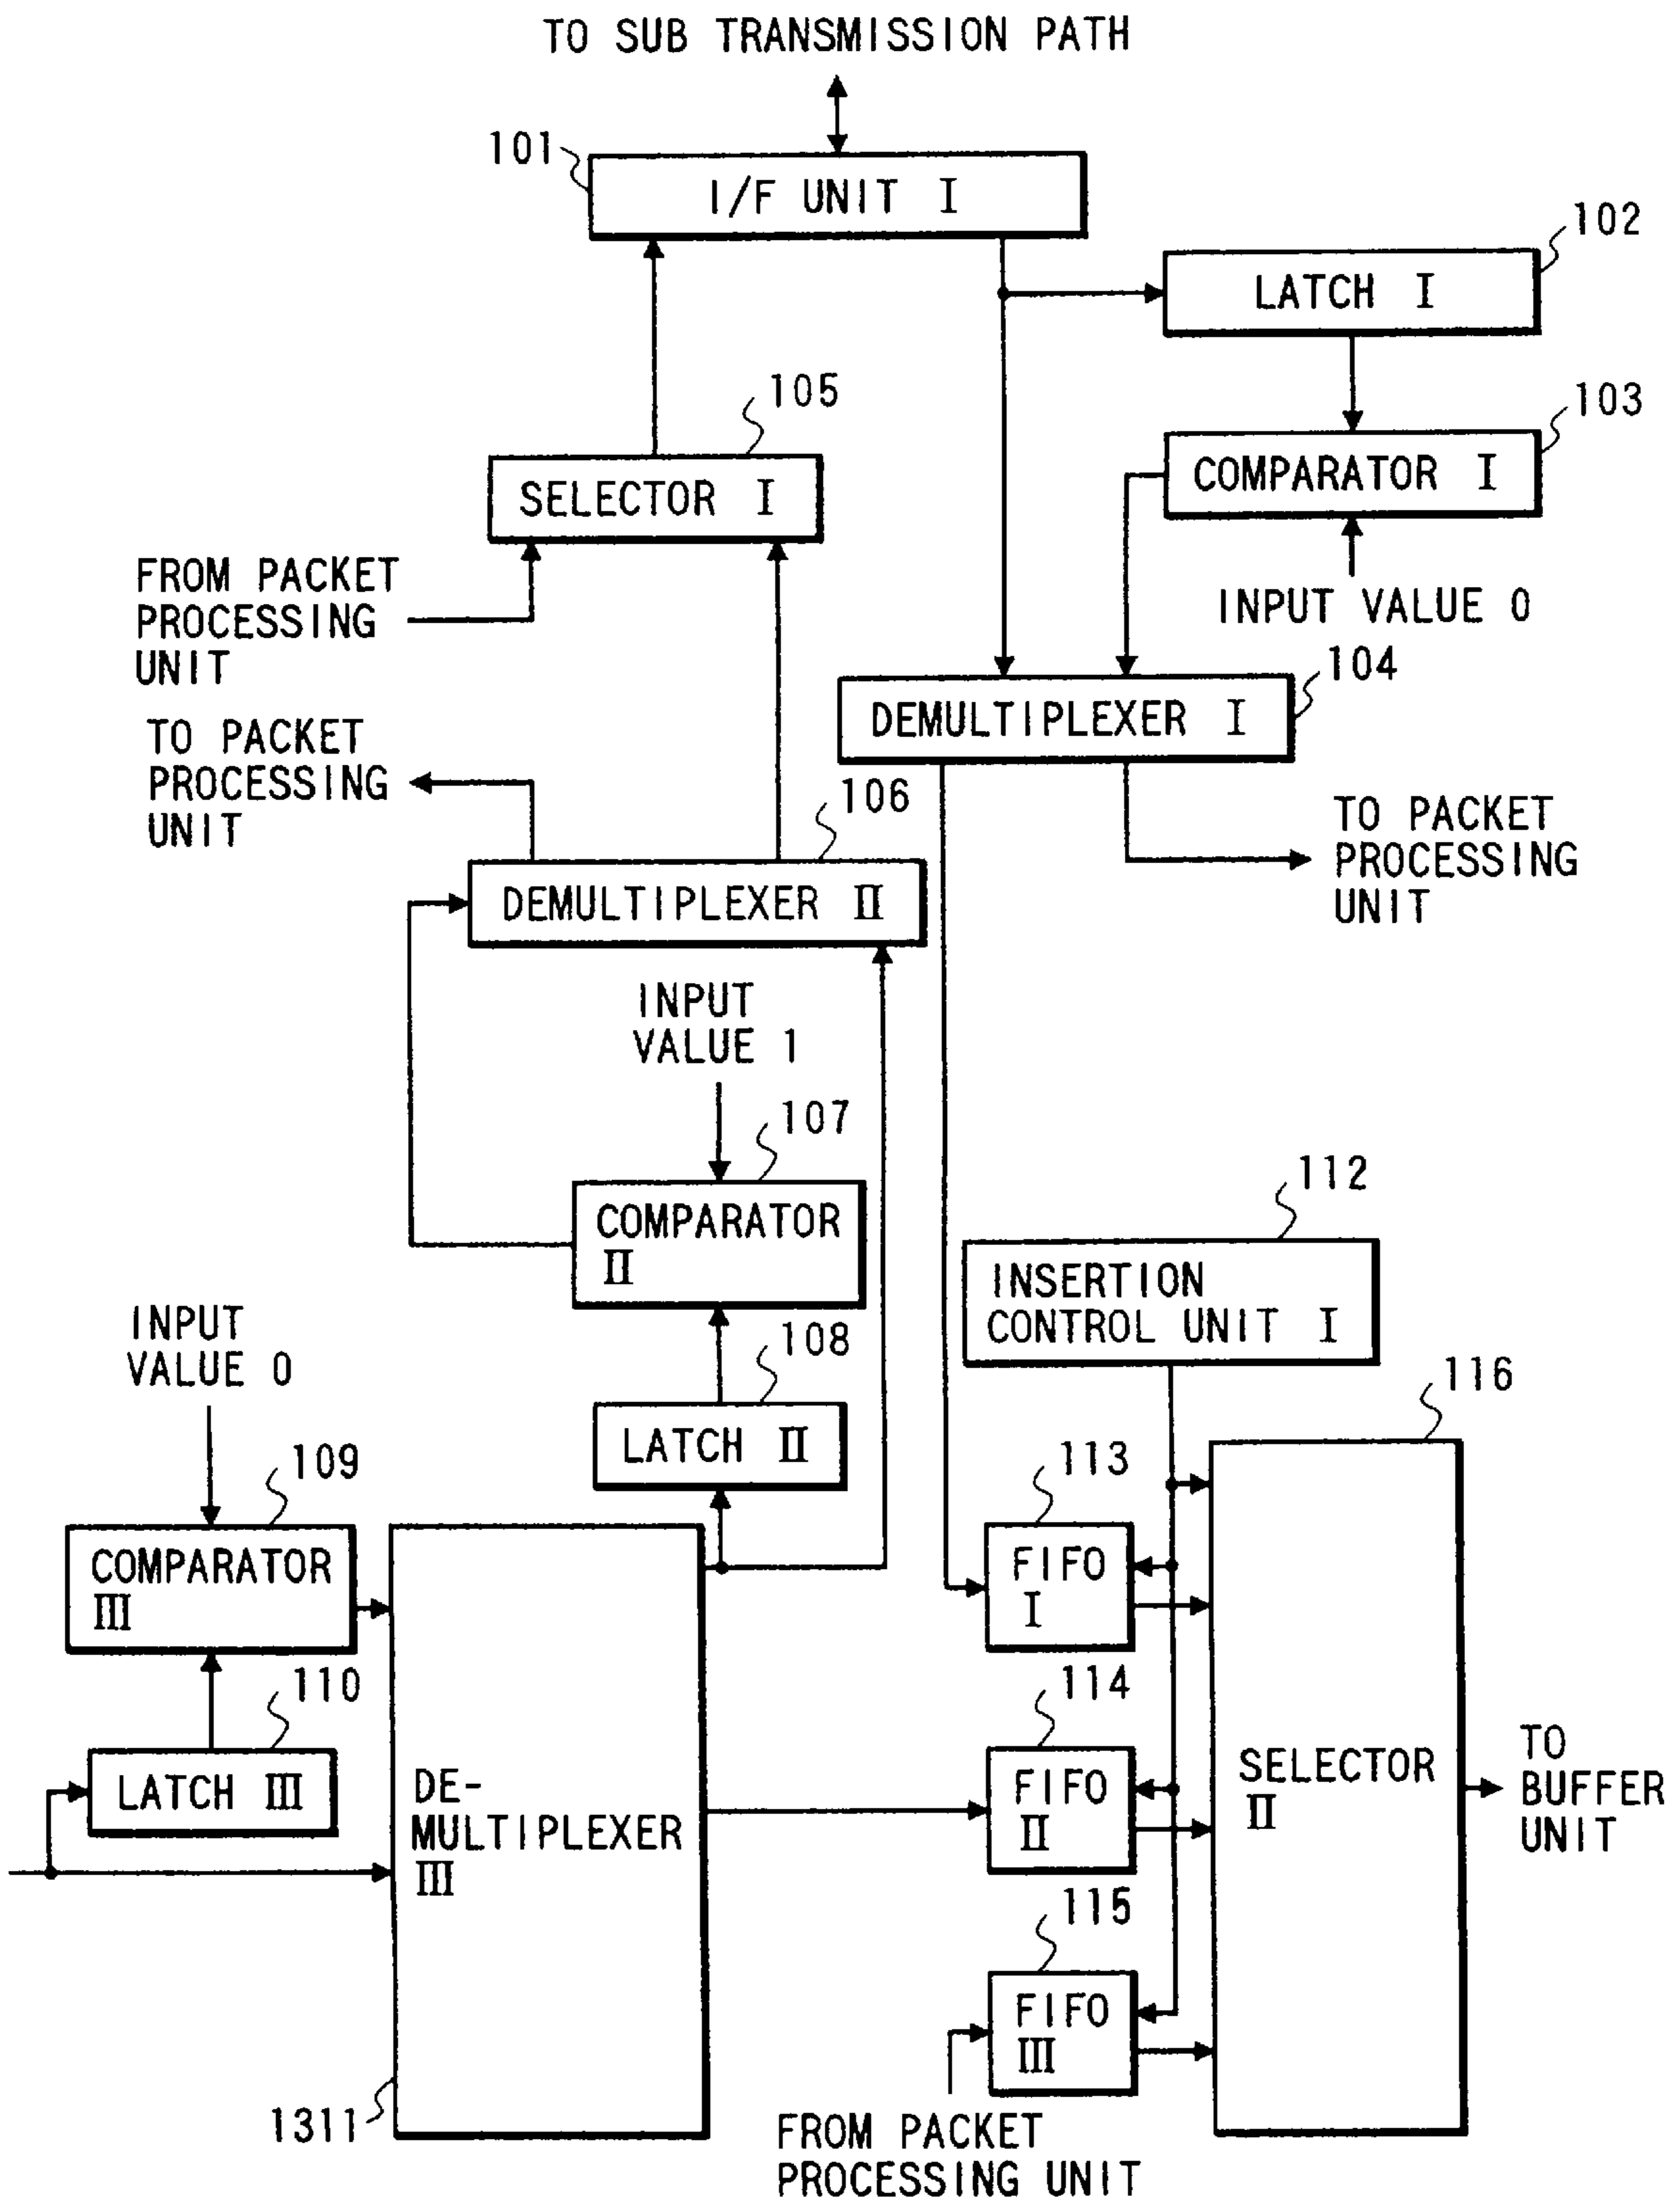 TO SUB TRANSMISSION PATH
101
I/F UNIT I
102
LATCH I
105
103
SELECTOR I
COMPARATOR I
FROM PACKET
PROCESSING
UNIT
INPUT VALUE 0
104
DEMULTIPLEXER I
TO PACKET
PROCESSING
UNIT
106
TO PACKET
PROCESSING
UNIT
DEMULTIPLEXER II
INPUT
VALUE 1
107
COMPARATOR
II
112
INSERTION
CONTROL UNIT I
INPUT
VALUE 0
108
LATCH II
116
109
113
COMPARATOR
III
FIFO
I
110
114
LATCH III
DE-
MULTIPLEXER
III
FIFO
II
SELECTOR
II
TO
BUFFER
UNIT
115
FIFO
III
1311
FROM PACKET
PROCESSING UNIT